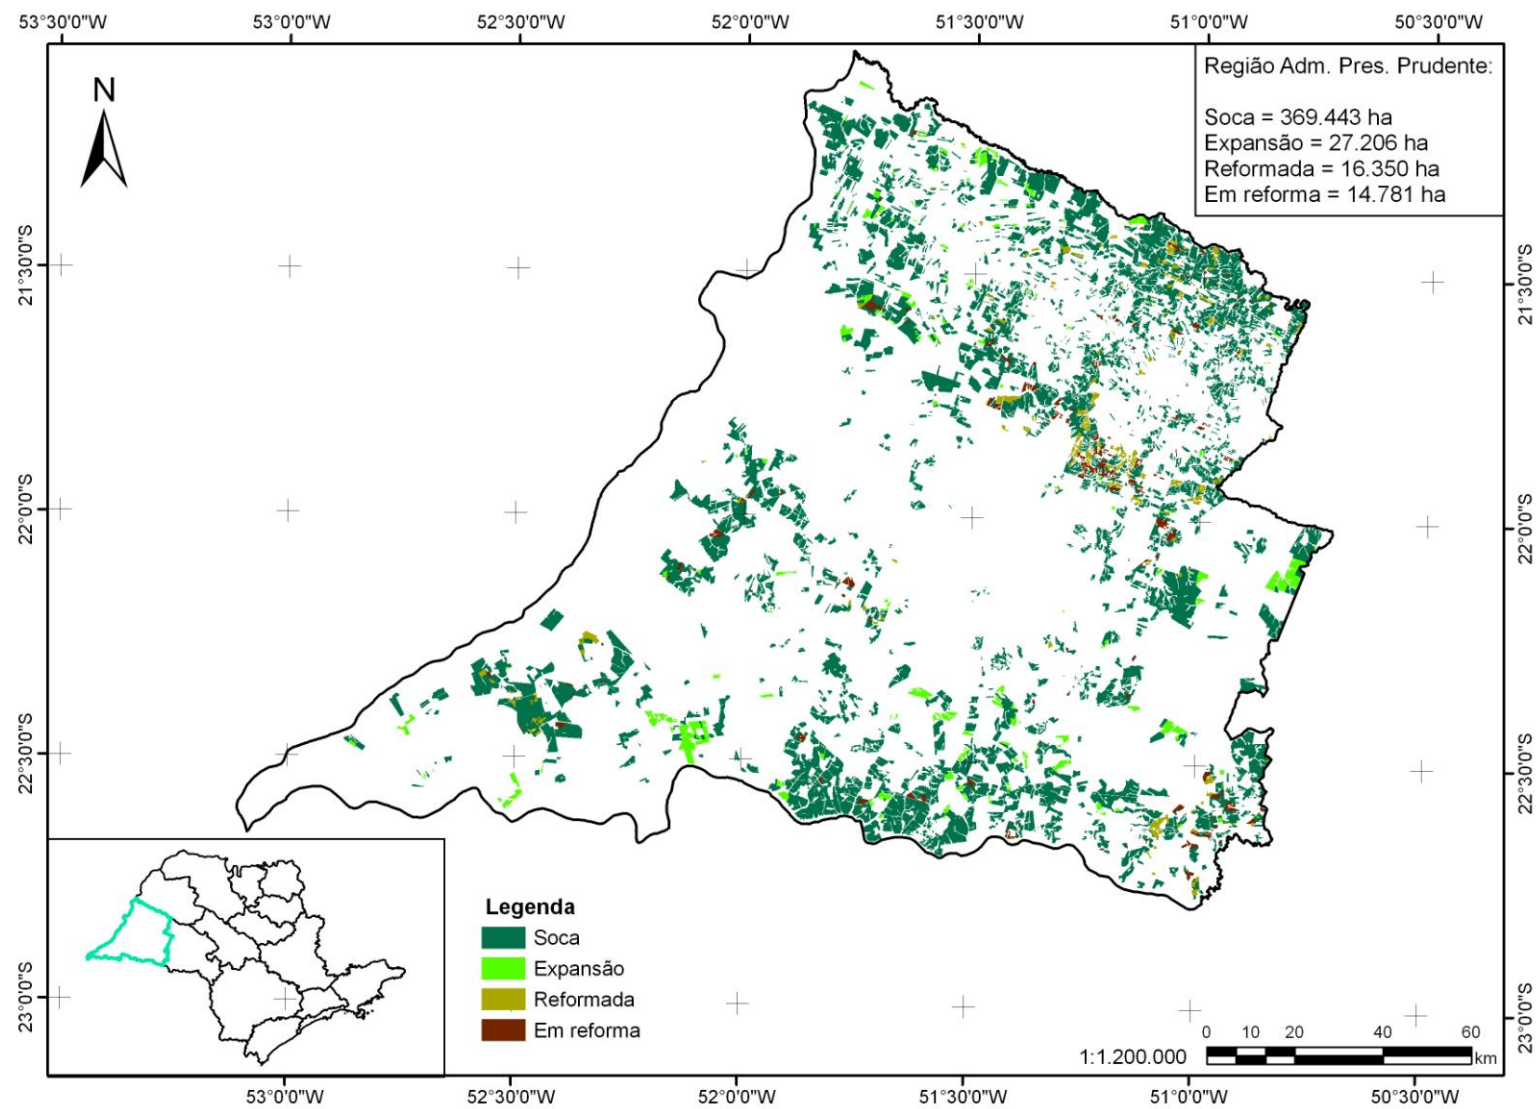 53°30'0"W 53°0'0"W 52°30'0"W 52°0'0"W 51°30'0"W 51°0'0"W 50°30'0"W
N
Região Adm. Pres. Prudente:
Soca = 369.443 ha
Expansão = 27.206 ha
Reformada = 16.350 ha
Em reforma = 14.781 ha
21°30'0"S
22°0'0"S
22°30'0"S
23°0'0"S
21°30'0"S
22°0'0"S
22°30'0"S
23°0'0"S
Legenda
Soca
Expansão
Reformada
Em reforma
0 10 20 40 60
1:1.200.000 km
53°0'0"W 52°30'0"W 52°0'0"W 51°30'0"W 51°0'0"W 50°30'0"W